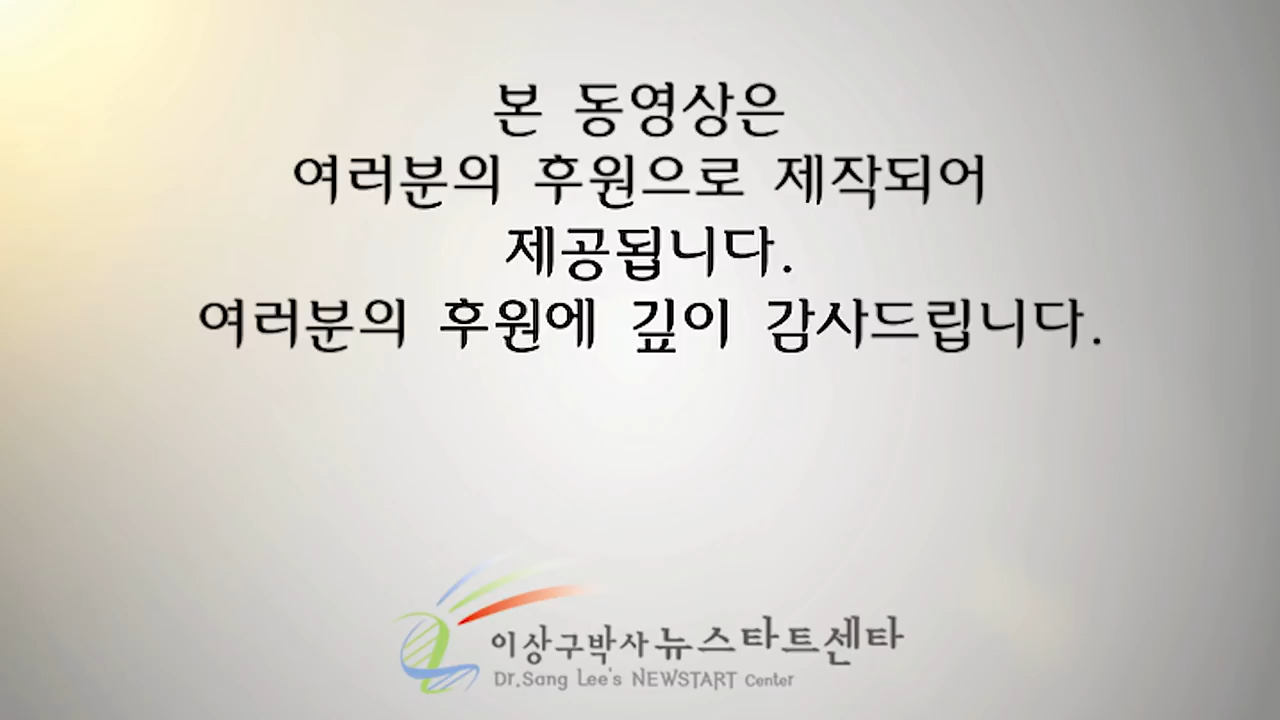 본 동영상은
여러분의 후원으로 제작되어
제공됩니다.
여러분의 후원에 깊이 감사드립니다.
이상구박사 뉴스타트센타
Dr.Sang Lee's NEWSTART Center